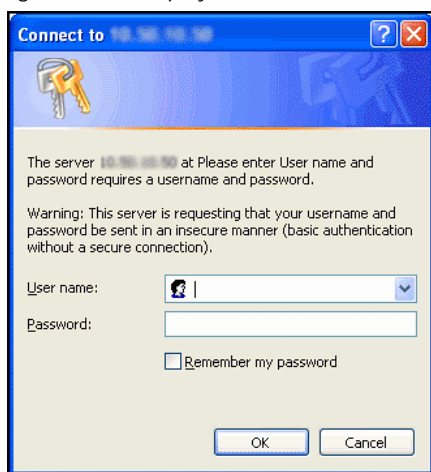 Connect to
The server at Please enter User name and
password requires a username and password.
Warning: This server is requesting that your username and
password be sent in an insecure manner (basic authentication
without a secure connection).
User name:
Password:
Remember my password
OK
Cancel